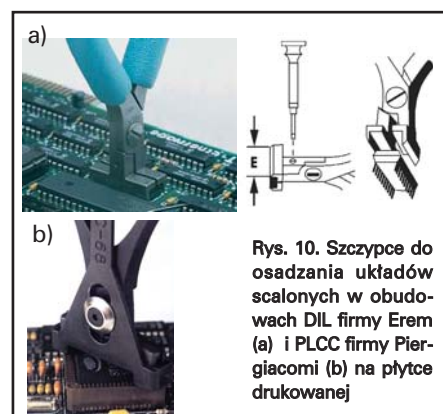 a)
E
b)
C-68
Rys. 10. Szczypce do
osadzania układów
scalonych w obudo-
wach DIL firmy Erem
(a) i PLCC firmy Pier-
giacomi (b) na płytce
drukowanej